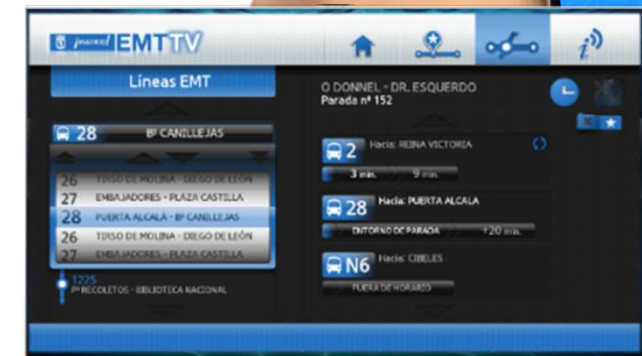 ¡MADRID! EMTTV
Líneas EMT
28 Bº CANILLEJAS
26 TIRSO DE MOLINA - DIEGO DE LEÓN
27 EMBAJADORES - PLAZA CASTILLA
28 PUERTA ALCALÁ - Bº CANILLEJAS
26 TIRSO DE MOLINA - DIEGO DE LEÓN
27 EMBAJADORES - PLAZA CASTILLA
1225
Pº RECOLETOS - BIBLIOTECA NACIONAL
O DONNEL - DR. ESQUERDO
Parada nº 152
2 Hacia: REINA VICTORIA
3 min. 9 min.
28 Hacia: PUERTA ALCALA
ENTORNO DE PARADA +20 min.
N6 Hacia: CIBELES
FUERA DE HORARIO